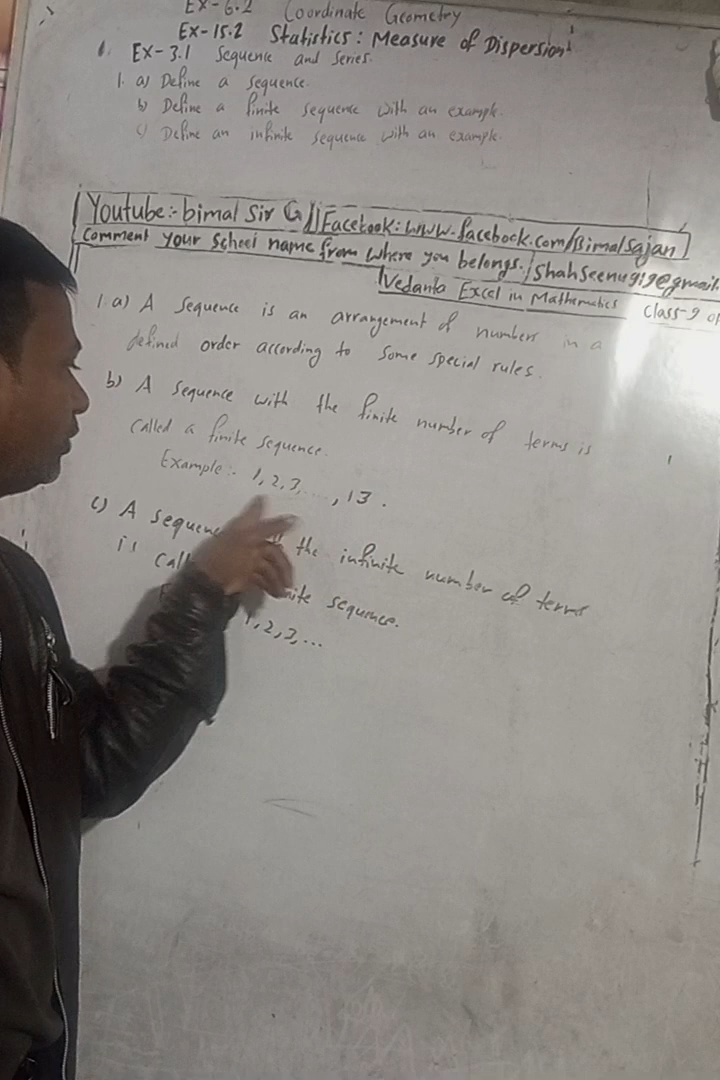 Ex-6.2 Coordinate Geometry
Ex-15.2 Statistics: Measure of Dispersion
Ex-3.1 Sequence and Series.
1. a) Define a sequence.
b) Define a finite sequence with an example.
c) Define an infinite sequence with an example.
Youtube:- bimal Sir G || Facebook: www.facebook.com/Bimalsajan
Comment your School name from where you belongs. / Shahseenu
Vedanta Excel in Mathematics Class-9
1. a) A sequence is an arrangement of numbers in a
defined order according to some special rules.
b) A sequence with the finite number of terms is
called a finite sequence.
Example:- 1, 2, 3, ..., 13.
c) A sequen the infinite number of terms
is call nite sequence.
1, 2, 3, ...